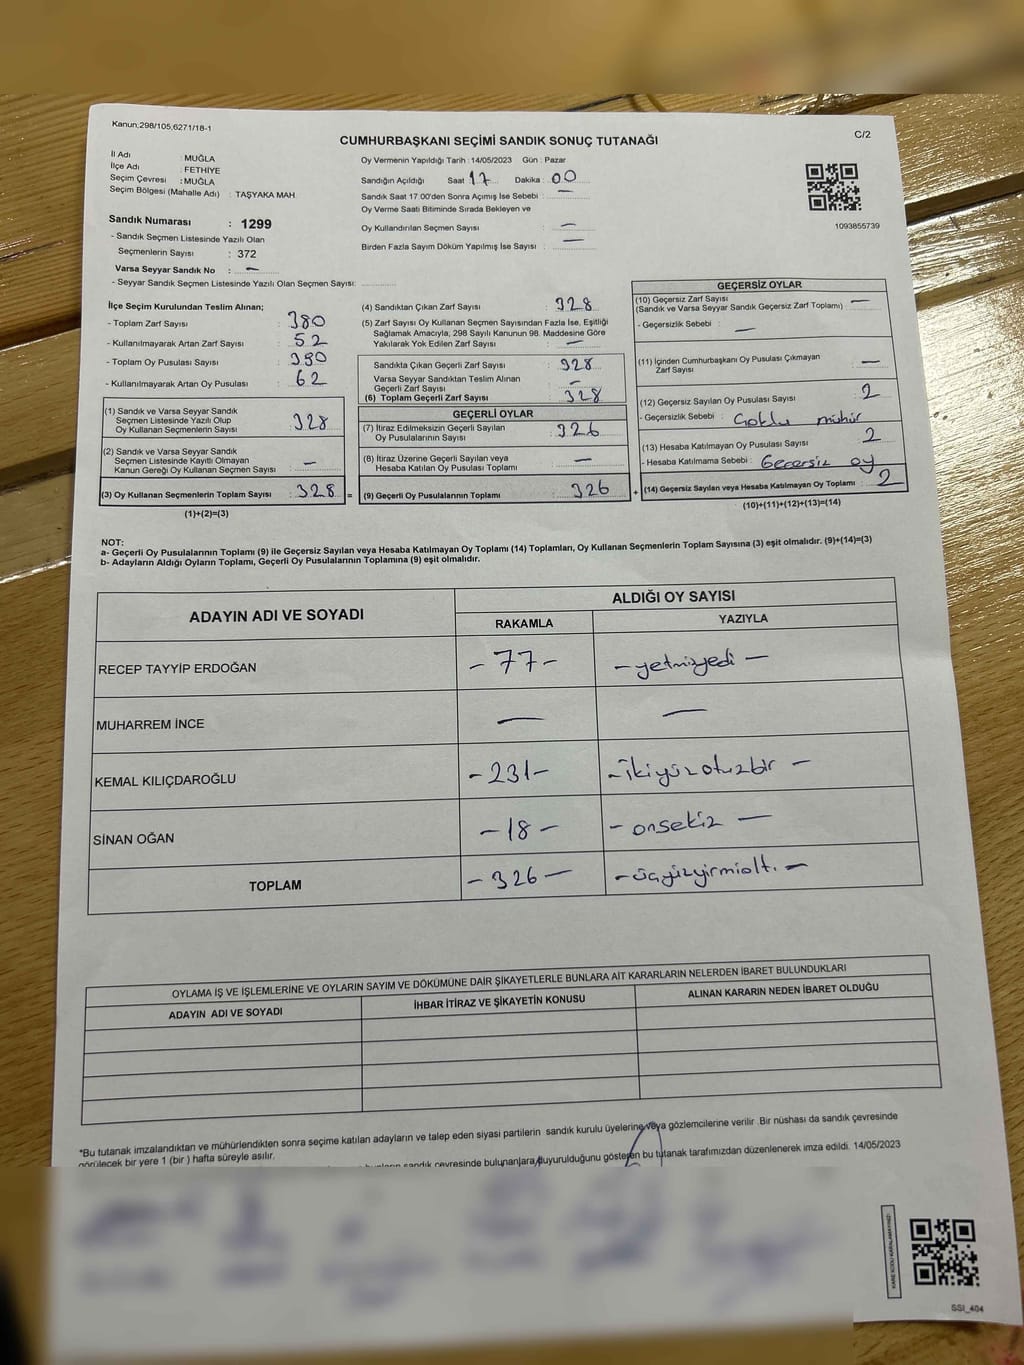 Kanun;298/105,6271/18-1
C/2
CUMHURBAŞKANI SEÇİMİ SANDIK SONUÇ TUTANAĞI
İl Adı : MUĞLA
İlçe Adı : FETHİYE
Seçim Çevresi : MUĞLA
Seçim Bölgesi (Mahalle Adı) : TAŞYAKA MAH.
Oy Vermenin Yapıldığı Tarih : 14/05/2023 Gün : Pazar
Sandığın Açıldığı Saat 17 Dakika : 00
Sandık Saat 17.00'den Sonra Açımış İse Sebebi : —
Oy Verme Saati Bitiminde Sırada Bekleyen ve
Oy Kullandırılan Seçmen Sayısı : —
Birden Fazla Sayım Döküm Yapılmış İse Sayısı : —
1093855739
Sandık Numarası : 1299
- Sandık Seçmen Listesinde Yazılı Olan
Seçmenlerin Sayısı : 372
Varsa Seyyar Sandık No : —
- Seyyar Sandık Seçmen Listesinde Yazılı Olan Seçmen Sayısı:
İlçe Seçim Kurulundan Teslim Alınan;
- Toplam Zarf Sayısı : 380
- Kullanılmayarak Artan Zarf Sayısı : 52
- Toplam Oy Pusulası Sayısı : 390
- Kullanılmayarak Artan Oy Pusulası : 62
(1) Sandık ve Varsa Seyyar Sandık
Seçmen Listesinde Yazılı Olup
Oy Kullanan Seçmenlerin Sayısı : 328
(2) Sandık ve Varsa Seyyar Sandık
Seçmen Listesinde Kayıtlı Olmayan
Kanun Gereği Oy Kullanan Seçmen Sayısı : —
(3) Oy Kullanan Seçmenlerin Toplam Sayısı : 328 =
(1)+(2)=(3)
(4) Sandıktan Çıkan Zarf Sayısı : 328
(5) Zarf Sayısı Oy Kullanan Seçmen Sayısından Fazla İse, Eşitliği
Sağlamak Amacıyla, 298 Sayılı Kanunun 98. Maddesine Göre
Yakılarak Yok Edilen Zarf Sayısı : —
Sandıkta Çıkan Geçerli Zarf Sayısı : 328
Varsa Seyyar Sandıktan Teslim Alınan
Geçerli Zarf Sayısı : —
(6) Toplam Geçerli Zarf Sayısı : 328
GEÇERLİ OYLAR
(7) İtiraz Edilmeksizin Geçerli Sayılan
Oy Pusulalarının Sayısı : 326
(8) İtiraz Üzerine Geçerli Sayılan veya
Hesaba Katılan Oy Pusulası Toplamı : —
(9) Geçerli Oy Pusulalarının Toplamı : 326 +
GEÇERSİZ OYLAR
(10) Geçersiz Zarf Sayısı —
(Sandık ve Varsa Seyyar Sandık Geçersiz Zarf Toplamı)
- Geçersizlik Sebebi : —
(11) İçinden Cumhurbaşkanı Oy Pusulası Çıkmayan
Zarf Sayısı —
(12) Geçersiz Sayılan Oy Pusulası Sayısı : 2
- Geçersizlik Sebebi : Çoklu mühür
(13) Hesaba Katılmayan Oy Pusulası Sayısı : 2
- Hesaba Katılmama Sebebi : Geçersiz oy
(14) Geçersiz Sayılan veya Hesaba Katılmayan Oy Toplamı : 2
(10)+(11)+(12)+(13)=(14)
NOT:
a- Geçerli Oy Pusulalarının Toplamı (9) ile Geçersiz Sayılan veya Hesaba Katılmayan Oy Toplamı (14) Toplamları, Oy Kullanan Seçmenlerin Toplam Sayısına (3) eşit olmalıdır. (9)+(14)=(3)
b- Adayların Aldığı Oyların Toplamı, Geçerli Oy Pusulalarının Toplamına (9) eşit olmalıdır.
ADAYIN ADI VE SOYADI
ALDIĞI OY SAYISI
RAKAMLA YAZIYLA
RECEP TAYYİP ERDOĞAN - 77 - - yetmişyedi -
MUHARREM İNCE — —
KEMAL KILIÇDAROĞLU - 231 - - ikiyüzotuzbir -
SİNAN OĞAN - 18 - - onsekiz -
TOPLAM - 326 - - üçyüzyirmialtı. -
OYLAMA İŞ VE İŞLEMLERİNE VE OYLARIN SAYIM VE DÖKÜMÜNE DAİR ŞİKAYETLERLE BUNLARA AİT KARARLARIN NELERDEN İBARET BULUNDUKLARI
ADAYIN ADI VE SOYADI İHBAR İTİRAZ VE ŞİKAYETİN KONUSU ALINAN KARARIN NEDEN İBARET OLDUĞU
*Bu tutanak imzalandıktan ve mühürlendikten sonra seçime katılan adayların ve talep eden siyasi partilerin sandık kurulu üyelerine veya gözlemcilerine verilir. Bir nüshası da sandık çevresinde
görülecek bir yere 1 (bir) hafta süreyle asılır.
sandık çevresinde bulunanlara duyurulduğunu gösteren bu tutanak tarafımızdan düzenlenerek imza edildi. 14/05/2023
SSI_404